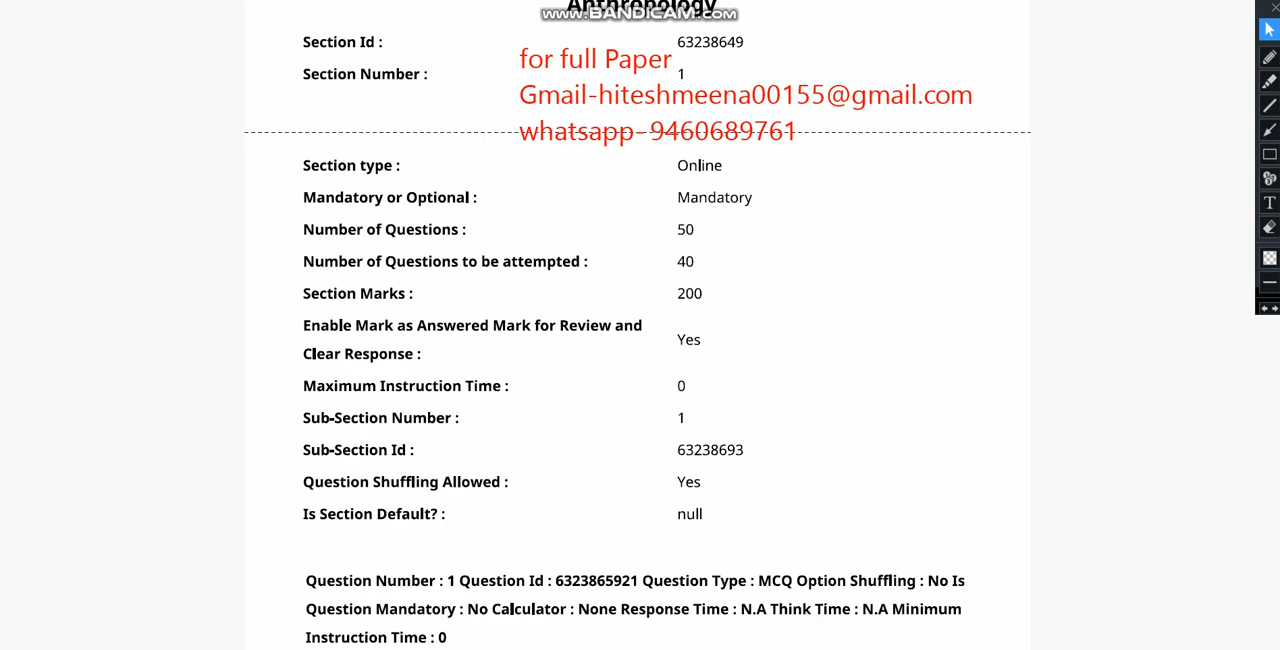 Anthropology
www.BANDICAM.com
Section Id : 63238649
for full Paper
Section Number : 1
Gmail-hiteshmeena00155@gmail.com
whatsapp- 9460689761
Section type : Online
Mandatory or Optional : Mandatory
Number of Questions : 50
Number of Questions to be attempted : 40
Section Marks : 200
Enable Mark as Answered Mark for Review and
Clear Response : Yes
Maximum Instruction Time : 0
Sub-Section Number : 1
Sub-Section Id : 63238693
Question Shuffling Allowed : Yes
Is Section Default? : null
Question Number : 1 Question Id : 6323865921 Question Type : MCQ Option Shuffling : No Is
Question Mandatory : No Calculator : None Response Time : N.A Think Time : N.A Minimum
Instruction Time : 0